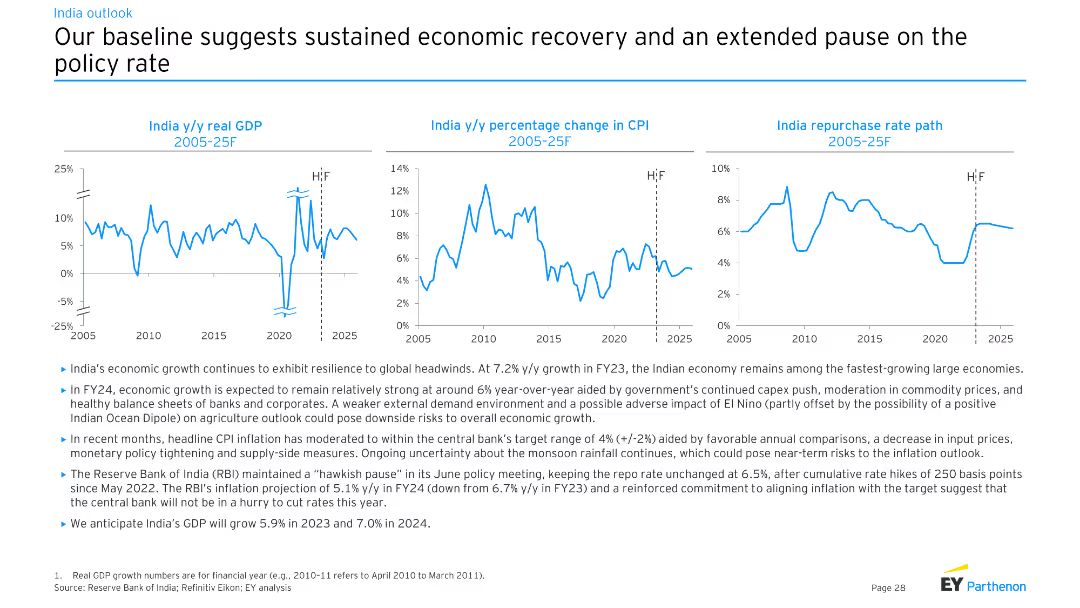 India outlook
Our baseline suggests sustained economic recovery and an extended pause on the
policy rate
India y/y real GDP
2005-25F
25%
10%
5%
0%
-5%
-25%
H
F
2005
2010
2015
2020
2025
India y/y percentage change in CPI
2005-25F
14%
12%
10%
8%
6%
4%
2%
0%
H
F
2005
2010
2015
2020
2025
India repurchase rate path
2005-25F
10%
8%
6%
4%
2%
0%
H
F
2005
2010
2015
2020
2025
India's economic growth continues to exhibit resilience to global headwinds. At 7.2% y/y growth in FY23, the Indian economy remains among the fastest-growing large economies.
In FY24, economic growth is expected to remain relatively strong at around 6% year-over-year aided by government's continued capex push, moderation in commodity prices, and
healthy balance sheets of banks and corporates. A weaker external demand environment and a possible adverse impact of El Nino (partly offset by the possibility of a positive
Indian Ocean Dipole) on agriculture outlook could pose downside risks to overall economic growth.
In recent months, headline CPI inflation has moderated to within the central bank's target range of 4% (+/-2%) aided by favorable annual comparisons, a decrease in input prices,
monetary policy tightening and supply-side measures. Ongoing uncertainty about the monsoon rainfall continues, which could pose near-term risks to the inflation outlook.
The Reserve Bank of India (RBI) maintained a "hawkish pause" in its June policy meeting, keeping the repo rate unchanged at 6.5%, after cumulative rate hikes of 250 basis points
since May 2022. The RBI's inflation projection of 5.1% y/y in FY24 (down from 6.7% y/y in FY23) and a reinforced commitment to aligning inflation with the target suggest that
the central bank will not be in a hurry to cut rates this year.
We anticipate India's GDP will grow 5.9% in 2023 and 7.0% in 2024.
1. Real GDP growth numbers are for financial year (e.g., 2010-11 refers to April 2010 to March 2011).
Source: Reserve Bank of India; Refinitiv Eikon; EY analysis
Page 28
EY Parthenon